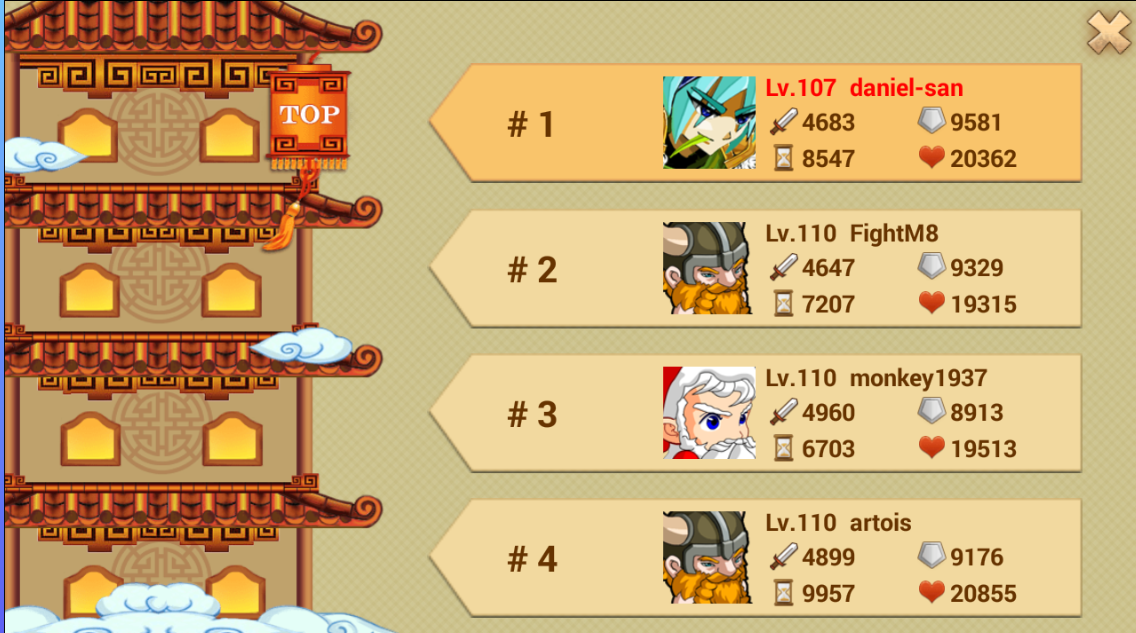 TOP
# 1
Lv.107 daniel-san
4683 9581
8547 20362
# 2
Lv.110 FightM8
4647 9329
7207 19315
# 3
Lv.110 monkey1937
4960 8913
6703 19513
# 4
Lv.110 artois
4899 9176
9957 20855